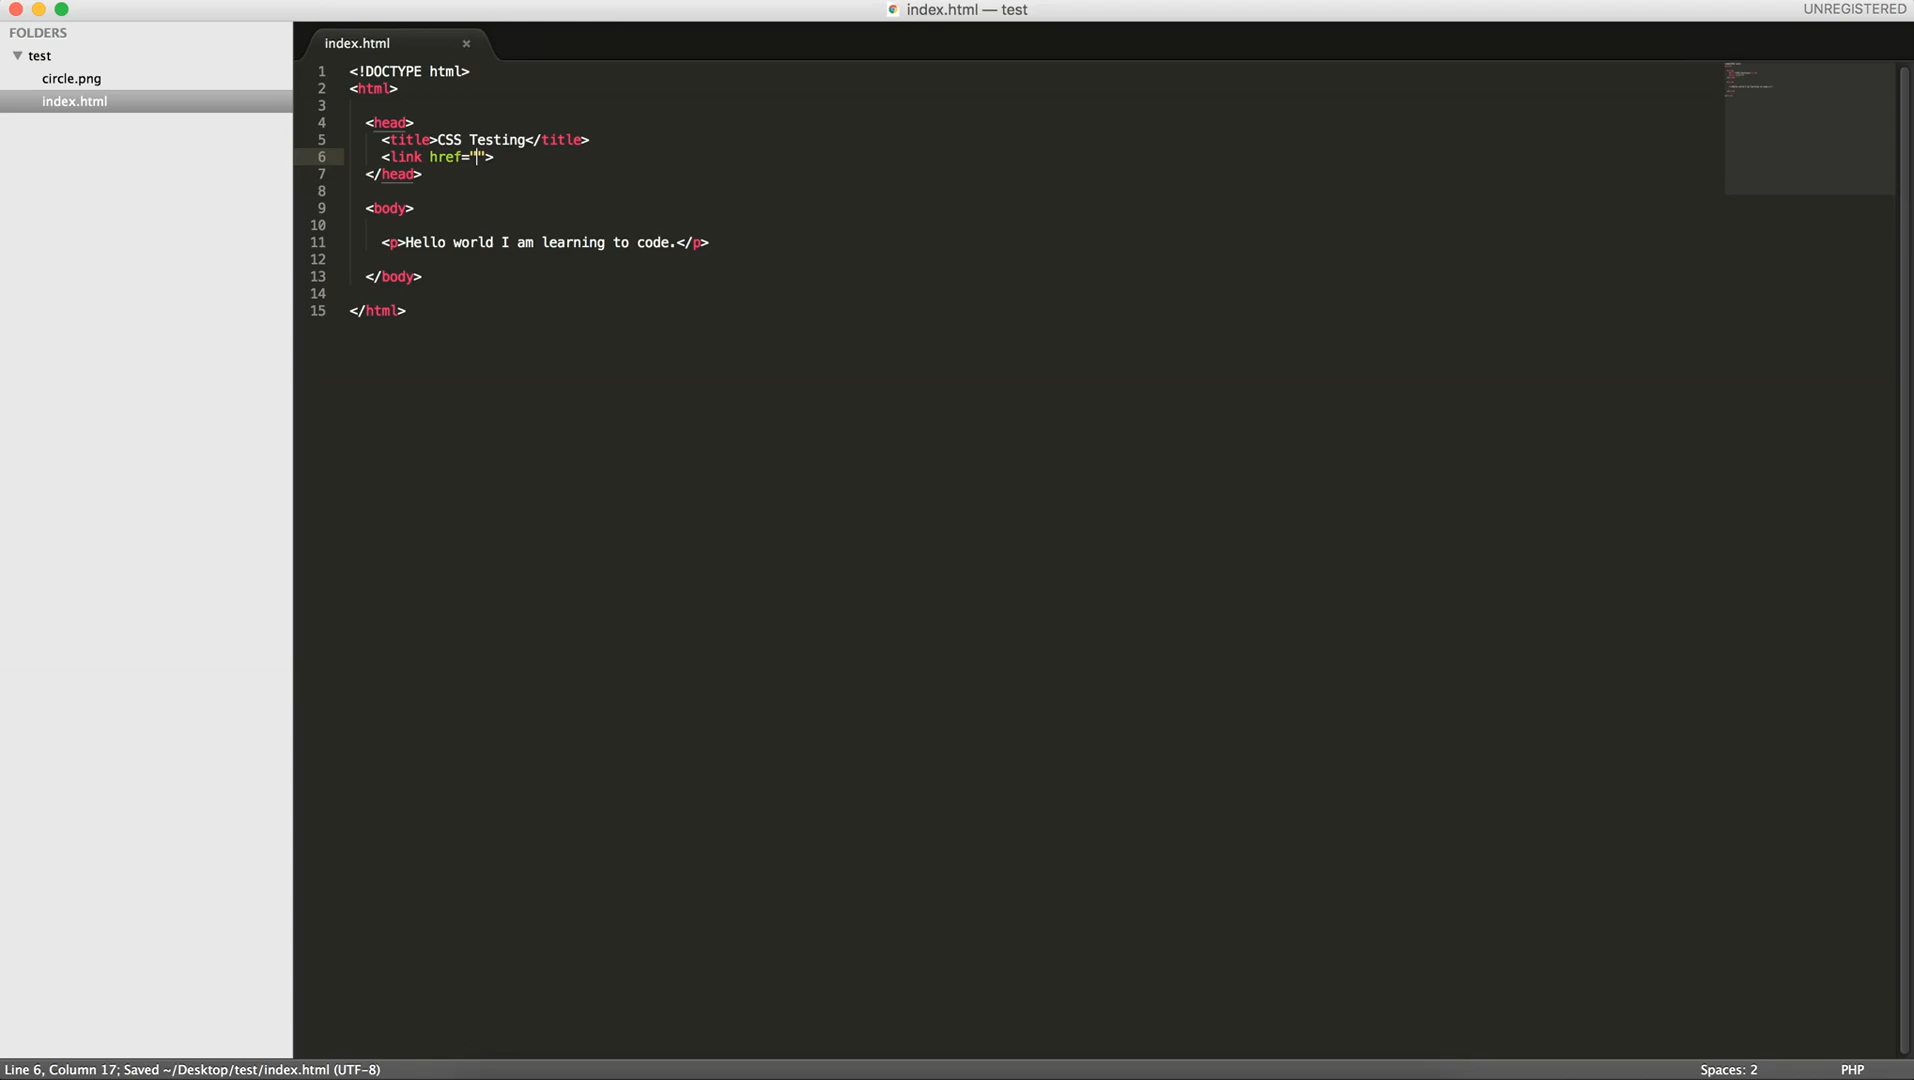 index.html — test
UNREGISTERED
FOLDERS
test
circle.png
index.html
index.html
1 <!DOCTYPE html>
2 <html>
3
4 <head>
5 <title>CSS Testing</title>
6 <link href="">
7 </head>
8
9 <body>
10
11 <p>Hello world I am learning to code.</p>
12
13 </body>
14
15 </html>
Line 6, Column 17; Saved ~/Desktop/test/index.html (UTF-8)
Spaces: 2
PHP